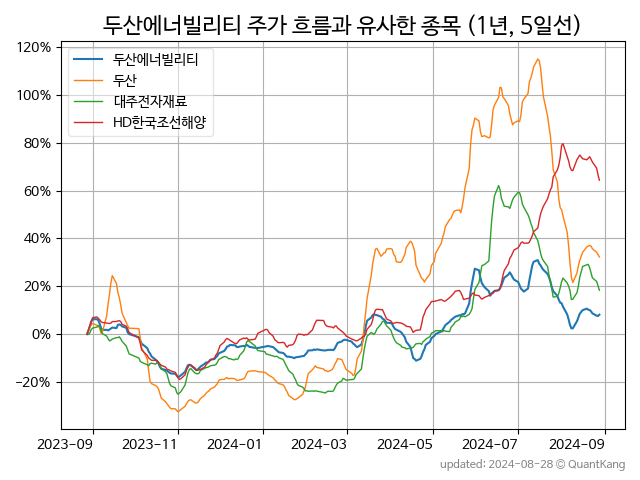 두산에너빌리티 주가 흐름과 유사한 종목 (1년, 5일선)
두산에너빌리티
두산
대주전자재료
HD한국조선해양
120%
100%
80%
60%
40%
20%
0%
−20%
2023-09
2023-11
2024-01
2024-03
2024-05
2024-07
2024-09
updated: 2024-08-28 © QuantKang